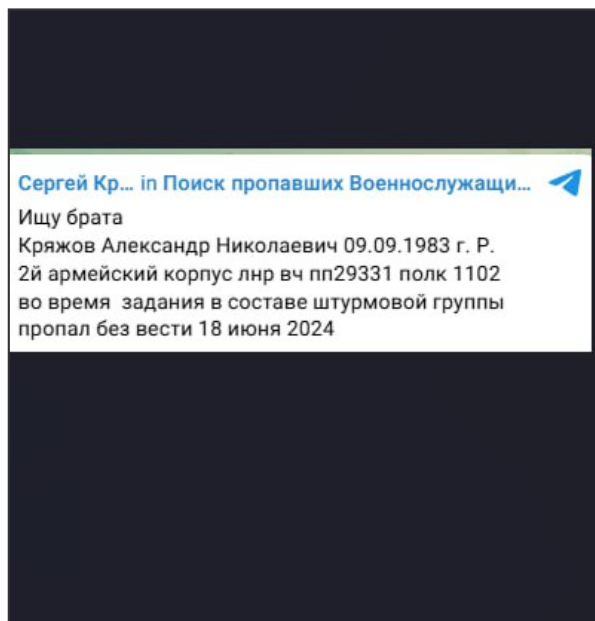 Сергей Кр... in Поиск пропавших Военнослужащи...
Ищу брата
Кряжов Александр Николаевич 09.09.1983 г. Р.
2й армейский корпус лнр вч пп29331 полк 1102
во время задания в составе штурмовой группы
пропал без вести 18 июня 2024